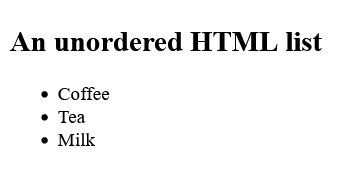 An unordered HTML list
• Coffee
• Tea
• Milk